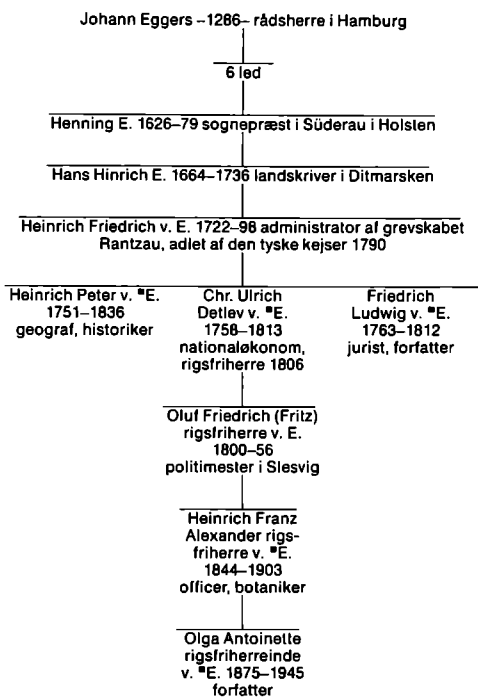 Johann Eggers –1286– rådsherre i Hamburg
6 led
Henning E. 1626–79 sognepræst i Süderau i Holsten
Hans Hinrich E. 1664–1736 landskriver i Ditmarsken
Heinrich Friedrich v. E. 1722–98 administrator af grevskabet
Rantzau, adlet af den tyske kejser 1790
Heinrich Peter v. ■E.
1751–1836
geograf, historiker
Chr. Ulrich
Detlev v. ■E.
1758–1813
nationaløkonom,
rigsfriherre 1806
Friedrich
Ludwig v. ■E.
1763–1812
jurist, forfatter
Oluf Friedrich (Fritz)
rigsfriherre v. E.
1800–56
politimester i Slesvig
Heinrich Franz
Alexander rigs-
friherre v. ■E.
1844–1903
officer, botaniker
Olga Antoinette
rigsfriherreinde
v. ■E. 1875–1945
forfatter